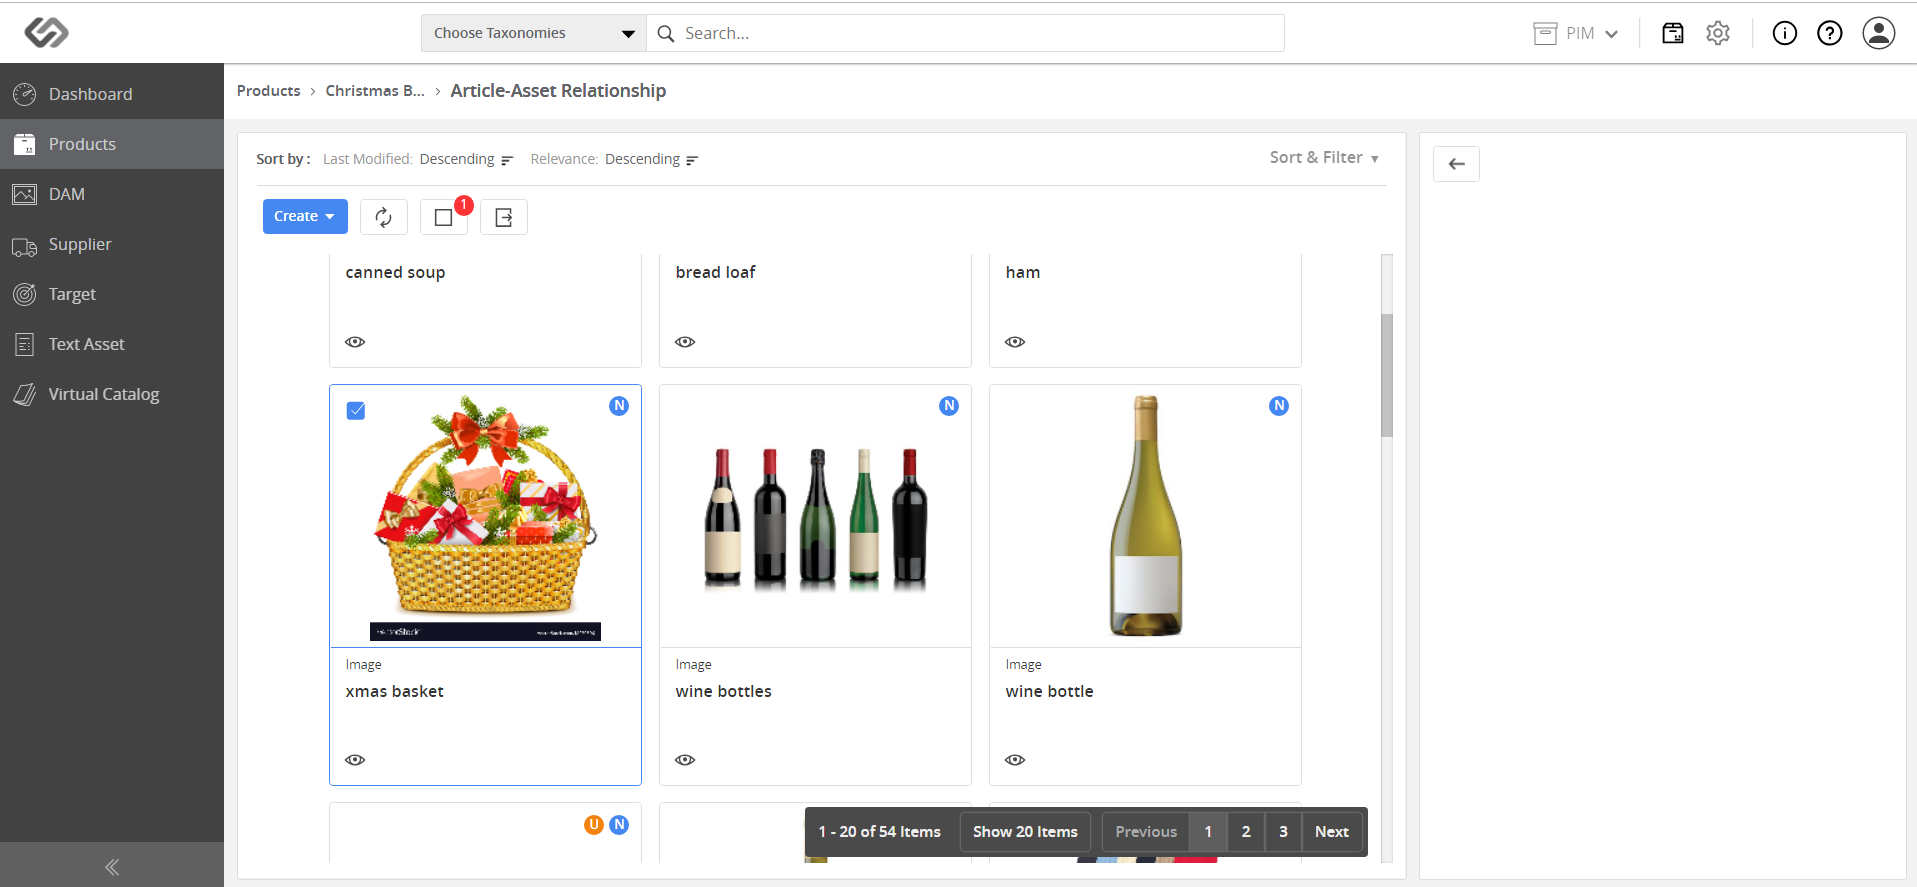 Choose Taxonomies
Search...
PIM
Dashboard
Products
DAM
Supplier
Target
Text Asset
Virtual Catalog
Products › Christmas B... › Article-Asset Relationship
Sort by : Last Modified: Descending Relevance: Descending
Sort & Filter
Create
1
canned soup
bread loaf
ham
N
N
N
VectorStock
Image
xmas basket
Image
wine bottles
Image
wine bottle
U N
1 - 20 of 54 Items
Show 20 Items
Previous 1 2 3 Next